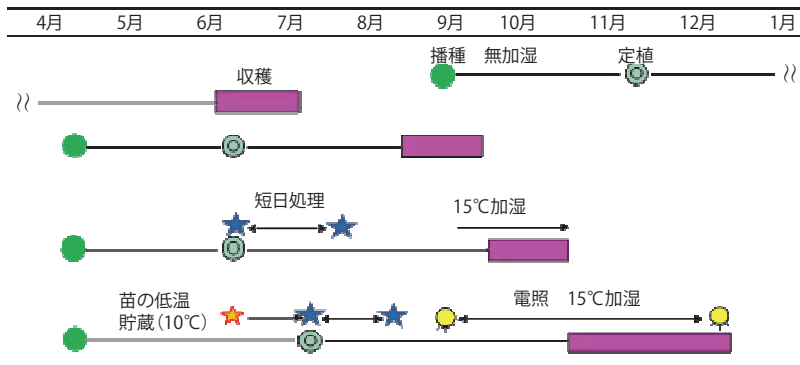 4月 5月 6月 7月 8月 9月 10月 11月 12月 1月
播種 無加湿 定植
収穫
短日処理
15℃加湿
苗の低温
貯蔵(10℃)
電照 15℃加湿